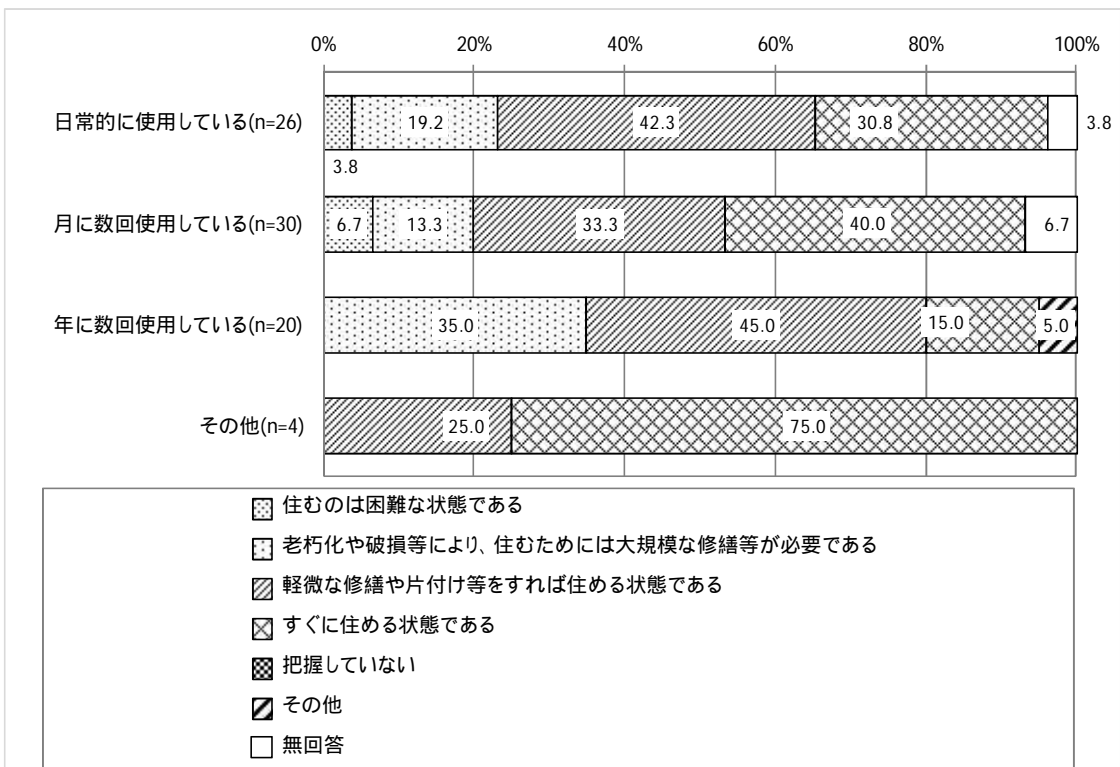 0% 20% 40% 60% 80% 100%
日常的に使用している(n=26) 19.2 42.3 30.8 3.8
3.8
月に数回使用している(n=30) 6.7 13.3 33.3 40.0 6.7
年に数回使用している(n=20) 35.0 45.0 15.0 5.0
その他(n=4) 25.0 75.0
住むのは困難な状態である
老朽化や破損等により、住むためには大規模な修繕等が必要である
軽微な修繕や片付け等をすれば住める状態である
すぐに住める状態である
把握していない
その他
無回答